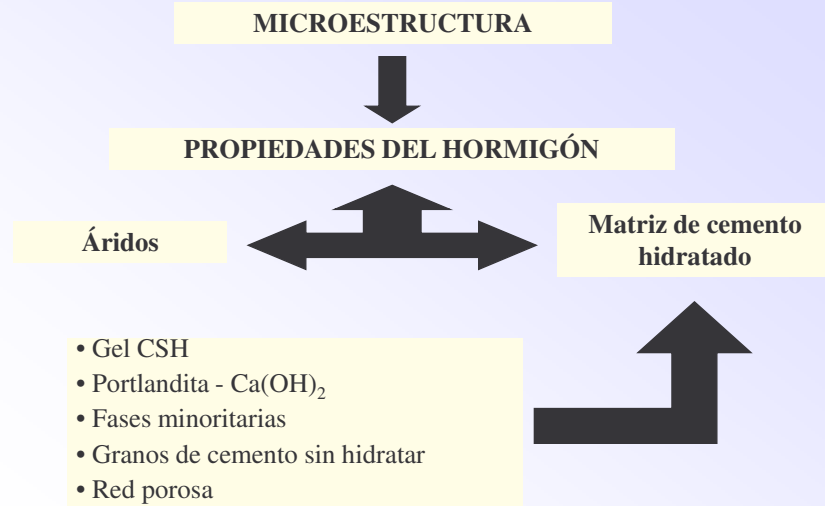 MICROESTRUCTURA
PROPIEDADES DEL HORMIGÓN
Áridos
Matriz de cemento
hidratado
• Gel CSH
• Portlandita - Ca(OH)₂
• Fases minoritarias
• Granos de cemento sin hidratar
• Red porosa